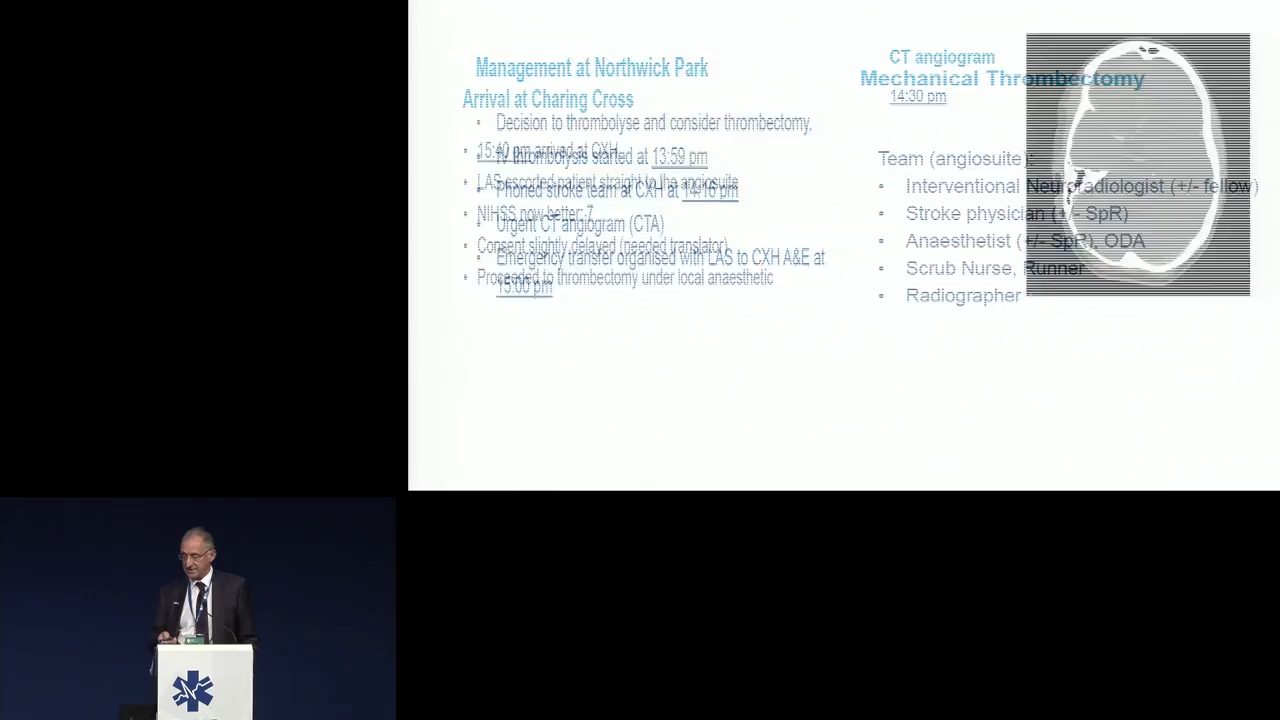 Management at Northwick Park
Arrival at Charing Cross
• Decision to thrombolyse and consider thrombectomy.
• 15:40 pm arrived at CXH
• IV thrombolysis started at 13:59 pm
• LAS escorted patient straight to the angiosuite
• Phoned stroke team at CXH at 14:16 pm
• NIHSS now better: 7
• Urgent CT angiogram (CTA)
• Consent slightly delayed (needed translator)
• Emergency transfer organised with LAS to CXH A&E at
15:00 pm
• Proceeded to thrombectomy under local anaesthetic
CT angiogram
Mechanical Thrombectomy
14:30 pm
Team (angiosuite):
• Interventional Neuroradiologist (+/- fellow)
• Stroke physician (+/- SpR)
• Anaesthetist (+/- SpR), ODA
• Scrub Nurse, Runner
• Radiographer